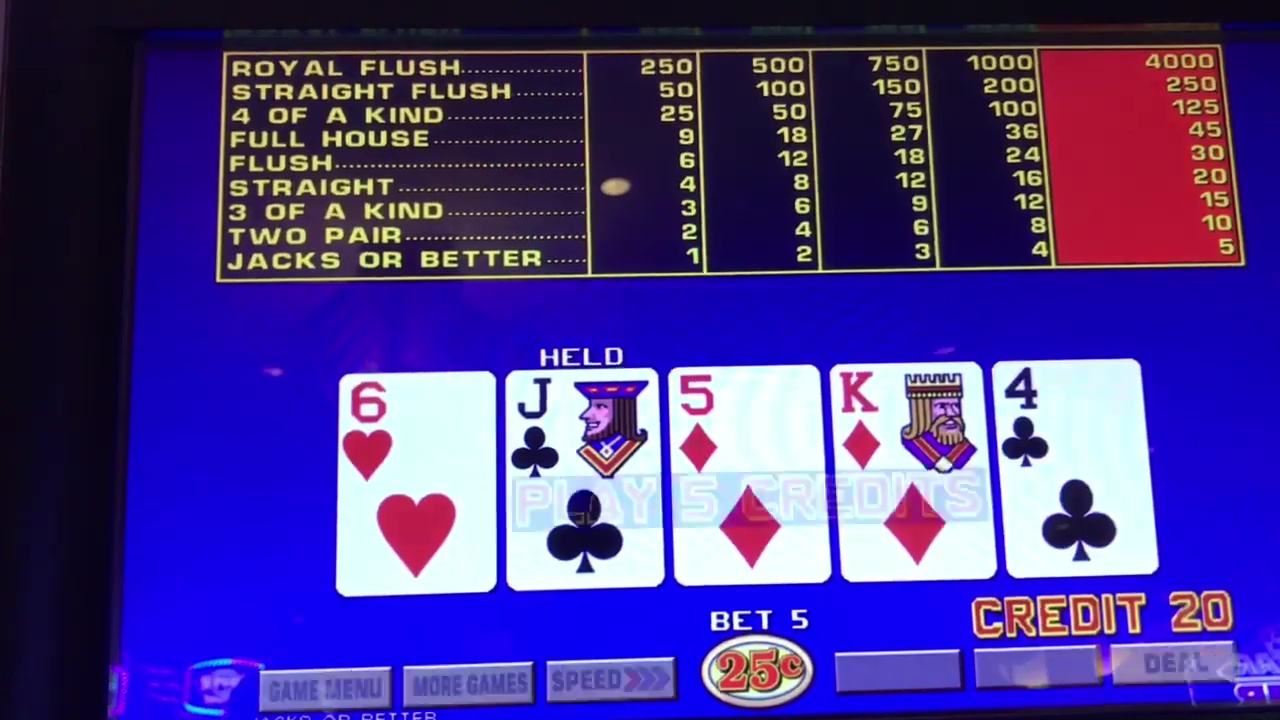 ROYAL FLUSH 250 500 750 1000 4000
STRAIGHT FLUSH 50 100 150 200 250
4 OF A KIND 25 50 75 100 125
FULL HOUSE 9 18 27 36 45
FLUSH 6 12 18 24 30
STRAIGHT 4 8 12 16 20
3 OF A KIND 3 6 9 12 15
TWO PAIR 2 4 6 8 10
JACKS OR BETTER 1 2 3 4 5
HELD
6 J 5 K 4
PLAY 5 CREDITS
BET 5 CREDIT 20
GAME MENU MORE GAMES SPEED 25¢ DEAL
JACKS OR BETTER